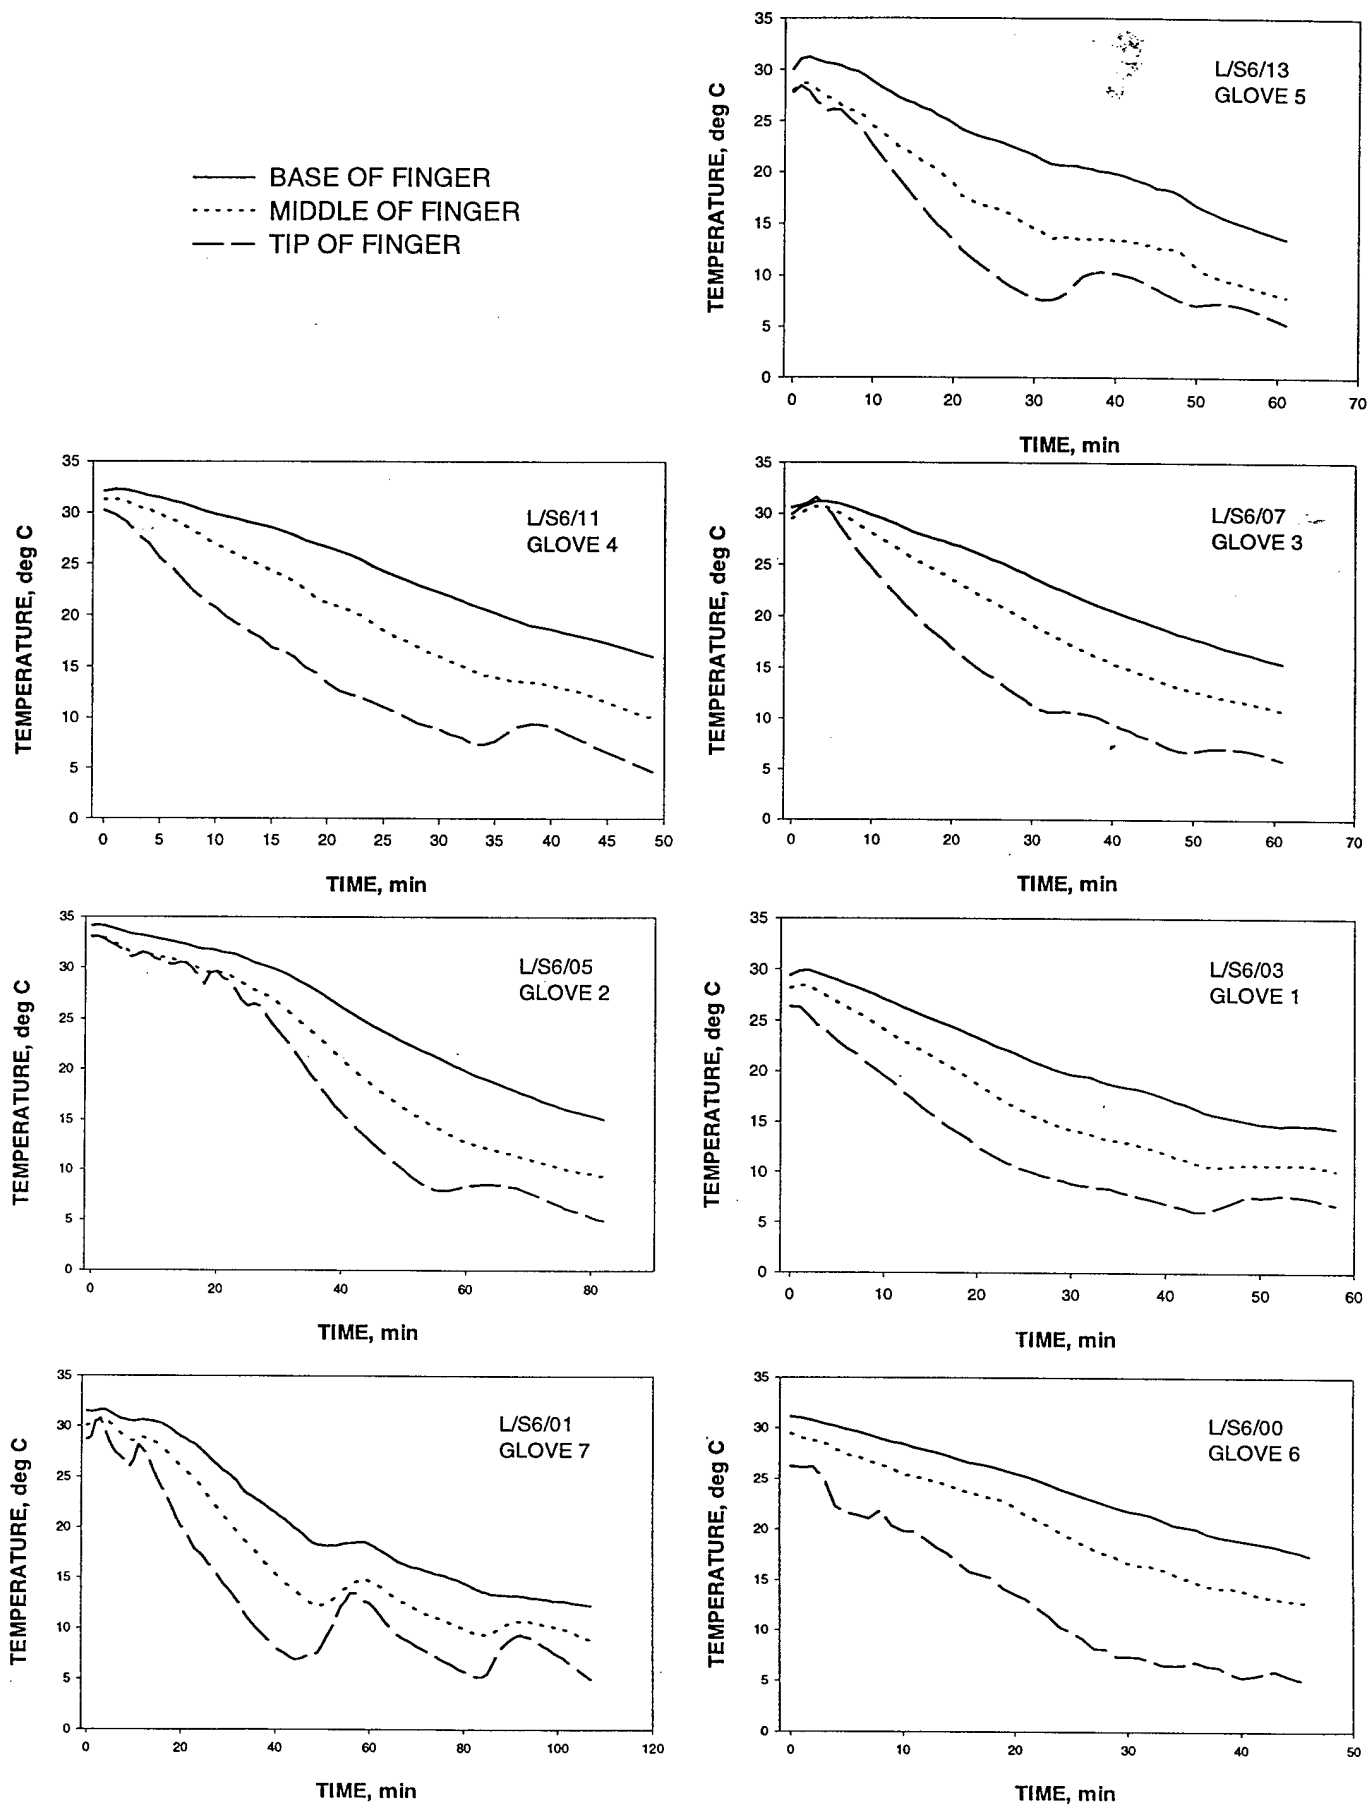 BASE OF FINGER
MIDDLE OF FINGER
TIP OF FINGER
TEMPERATURE, deg C
35
30
25
20
15
10
5
0
L/S6/13
GLOVE 5
0 10 20 30 40 50 60 70
TIME, min
TEMPERATURE, deg C
35
30
25
20
15
10
5
0
L/S6/11
GLOVE 4
0 5 10 15 20 25 30 35 40 45 50
TIME, min
TEMPERATURE, deg C
35
30
25
20
15
10
5
0
L/S6/07
GLOVE 3
0 10 20 30 40 50 60 70
TIME, min
TEMPERATURE, deg C
35
30
25
20
15
10
5
0
L/S6/05
GLOVE 2
0 20 40 60 80
TIME, min
TEMPERATURE, deg C
35
30
25
20
15
10
5
0
L/S6/03
GLOVE 1
0 10 20 30 40 50 60
TIME, min
TEMPERATURE, deg C
35
30
25
20
15
10
5
0
L/S6/01
GLOVE 7
0 20 40 60 80 100 120
TIME, min
TEMPERATURE, deg C
35
30
25
20
15
10
5
0
L/S6/00
GLOVE 6
0 10 20 30 40 50
TIME, min